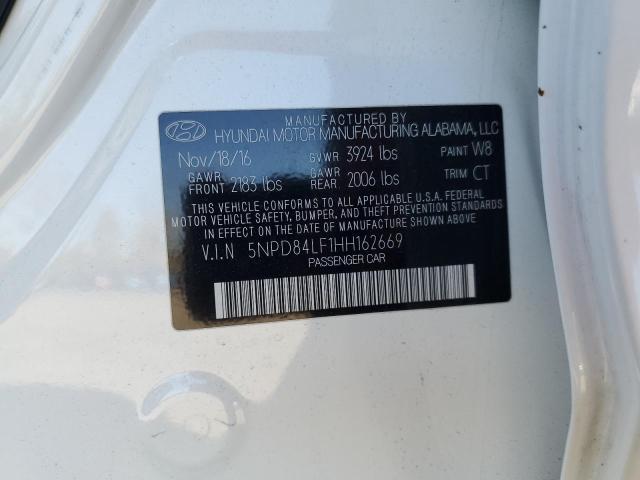 MANUFACTURED BY
HYUNDAI MOTOR MANUFACTURING ALABAMA, LLC
Nov/18/16 GVWR 3924 lbs PAINT W8
GAWR FRONT 2183 lbs GAWR REAR 2006 lbs TRIM CT
THIS VEHICLE CONFORMS TO ALL APPLICABLE U.S.A. FEDERAL
MOTOR VEHICLE SAFETY, BUMPER, AND THEFT PREVENTION STANDARDS
IN EFFECT ON THE DATE OF MANUFACTURE SHOWN ABOVE.
V.I.N 5NPD84LF1HH162669
PASSENGER CAR